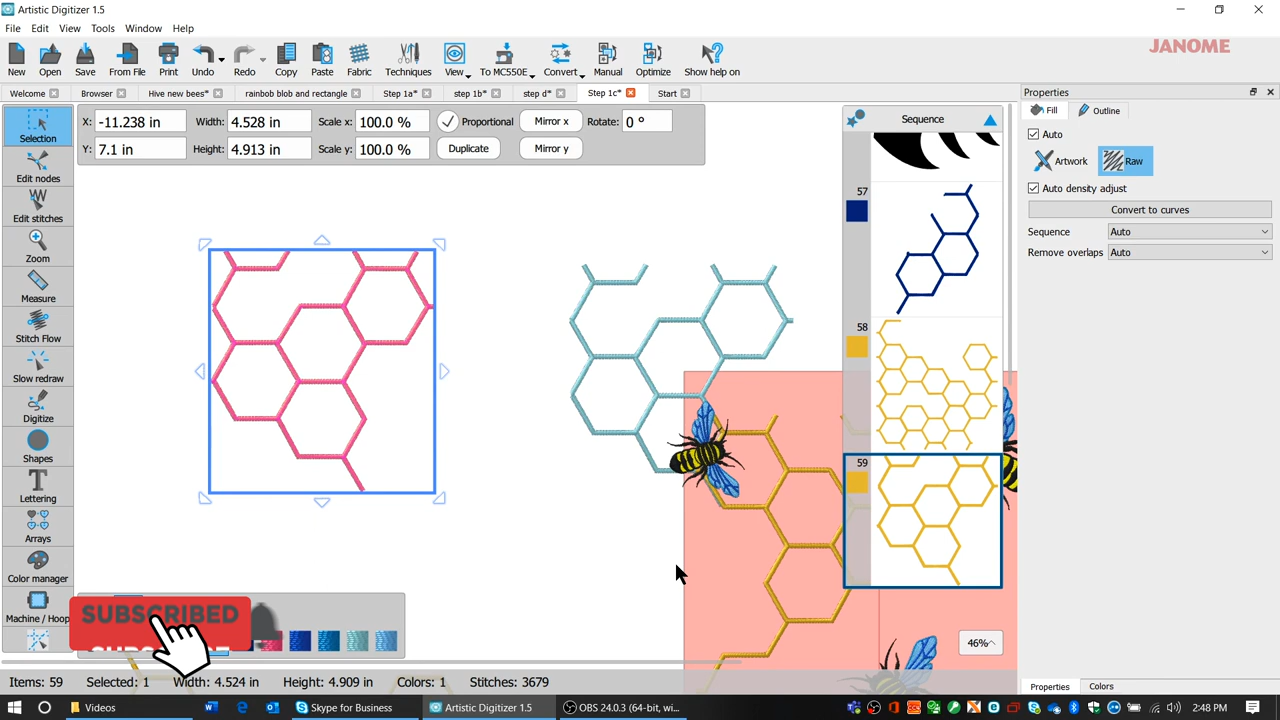 Artistic Digitizer 1.5
File Edit View Tools Window Help
JANOME
New Open Save From File Print Undo Redo Copy Paste Fabric Techniques View To MC550E Convert Manual Optimize Show help on
Welcome Browser Hive new bees* rainbob blob and rectangle Step 1a* step 1b* step d* Step 1c* Start
X: -11.238 in Width: 4.528 in Scale x: 100.0 % Proportional Mirror x Rotate: 0 °
Y: 7.1 in Height: 4.913 in Scale y: 100.0 % Duplicate Mirror y
Selection
Edit nodes
Edit stitches
Zoom
Measure
Stitch Flow
Slow redraw
Digitize
Shapes
Lettering
Arrays
Color manager
Machine / Hoop
Sequence
57
58
59
Properties
Fill Outline
Auto
Artwork Raw
Auto density adjust
Convert to curves
Sequence Auto
Remove overlaps Auto
SUBSCRIBED
46%
Properties Colors
Items: 59 Selected: 1 Width: 4.524 in Height: 4.909 in Colors: 1 Stitches: 3679
Videos Skype for Business Artistic Digitizer 1.5 OBS 24.0.3 (64-bit, wi... 2:48 PM